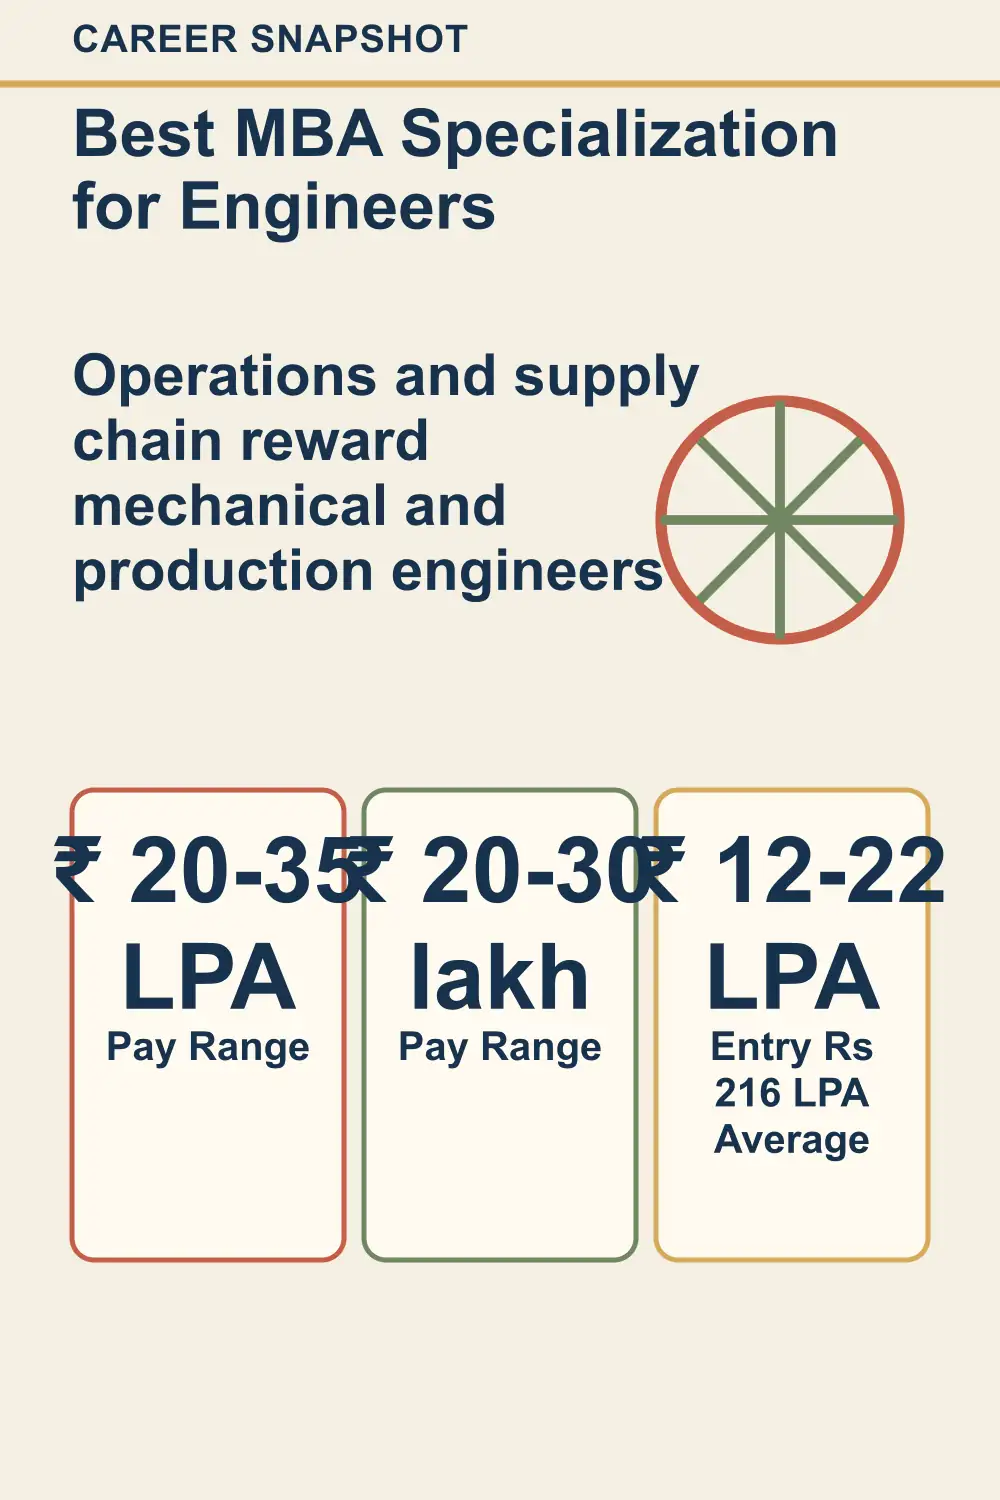 CAREER SNAPSHOT
Best MBA Specialization
for Engineers
Operations and supply
chain reward
mechanical and
production engineers
₹ 20-35
LPA
Pay Range
₹ 20-30
lakh
Pay Range
₹ 12-22
LPA
Entry Rs
216 LPA
Average